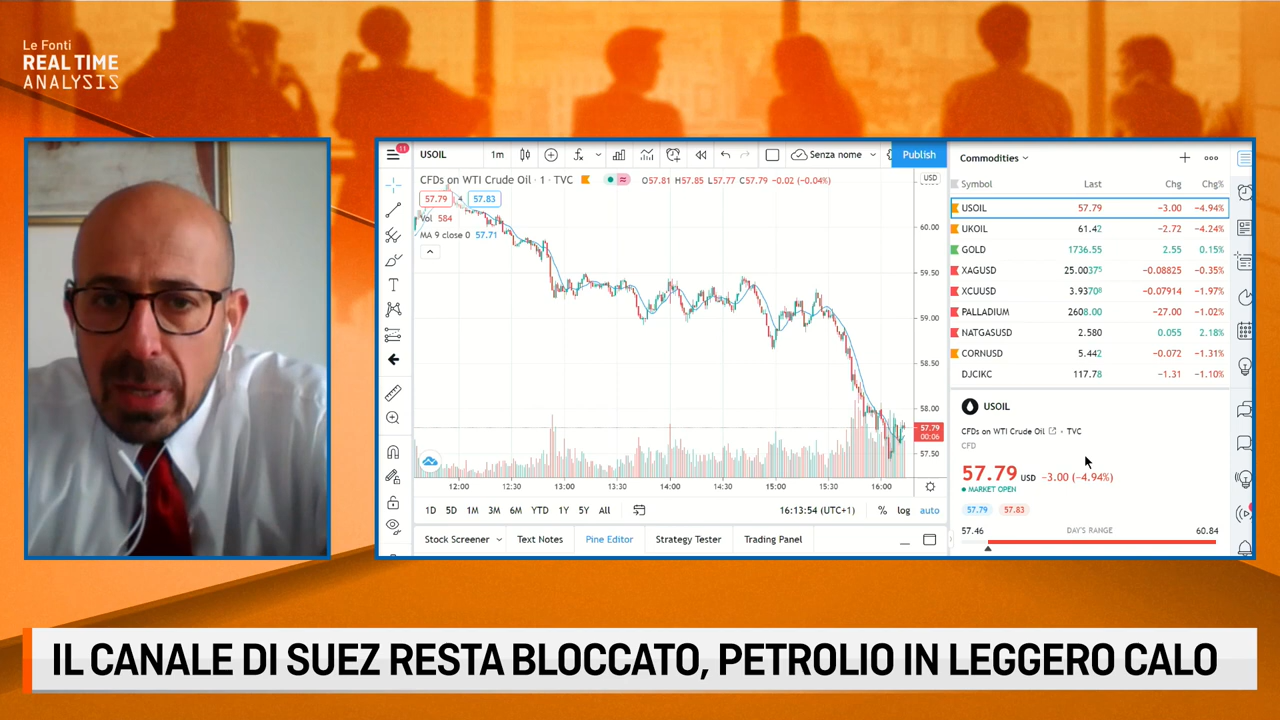 Le Fonti
REAL TIME
ANALYSIS
11
USOIL 1m Senza nome Publish
CFDs on WTI Crude Oil · 1 · TVC O57.81 H57.85 L57.77 C57.79 −0.02 (−0.04%) USD
57.79 4 57.83
Vol 584
MA 9 close 0 57.71
60.00
59.50
59.00
58.50
58.00
57.79
00:06
57.50
12:00 12:30 13:00 13:30 14:00 14:30 15:00 15:30 16:00
1D 5D 1M 3M 6M YTD 1Y 5Y All 16:13:54 (UTC+1) % log auto
Stock Screener Text Notes Pine Editor Strategy Tester Trading Panel
Commodities
Symbol Last Chg Chg%
USOIL 57.79 −3.00 −4.94%
UKOIL 61.42 −2.72 −4.24%
GOLD 1736.55 2.55 0.15%
XAGUSD 25.00375 −0.08825 −0.35%
XCUUSD 3.93708 −0.07914 −1.97%
PALLADIUM 2608.00 −27.00 −1.02%
NATGASUSD 2.580 0.055 2.18%
CORNUSD 5.442 −0.072 −1.31%
DJCIKC 117.78 −1.31 −1.10%
USOIL
CFDs on WTI Crude Oil • TVC
CFD
57.79 USD −3.00 (−4.94%)
MARKET OPEN
57.79 57.83
57.46 DAY'S RANGE 60.84
IL CANALE DI SUEZ RESTA BLOCCATO, PETROLIO IN LEGGERO CALO